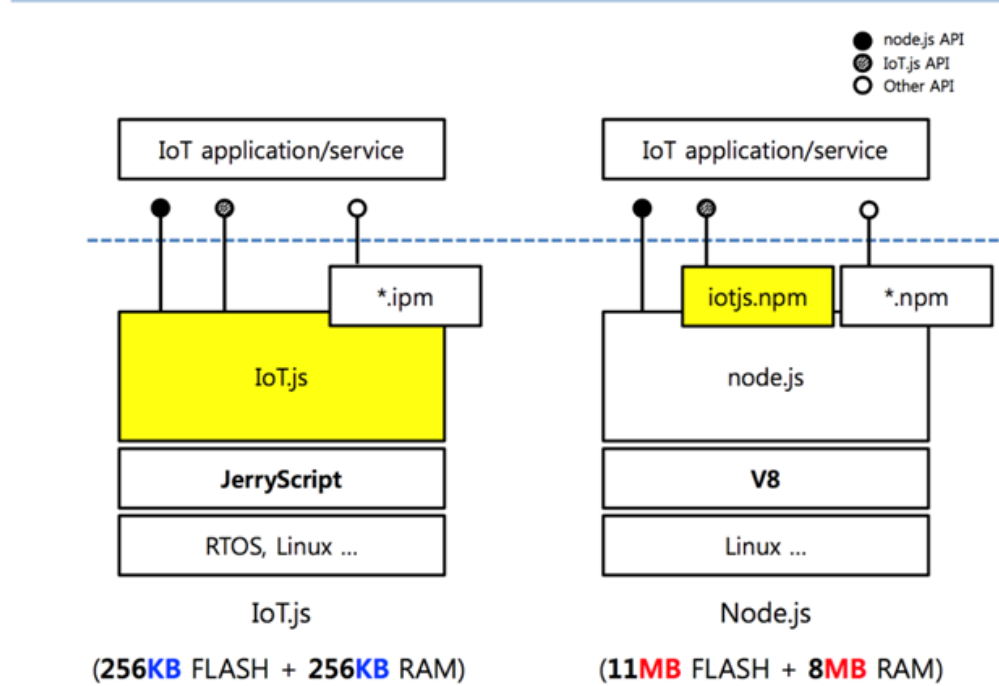 node.js API
IoT.js API
Other API
IoT application/service
IoT application/service
*.ipm
iotjs.npm
*.npm
IoT.js
node.js
JerryScript
V8
RTOS, Linux ...
Linux ...
IoT.js
Node.js
(256KB FLASH + 256KB RAM)
(11MB FLASH + 8MB RAM)